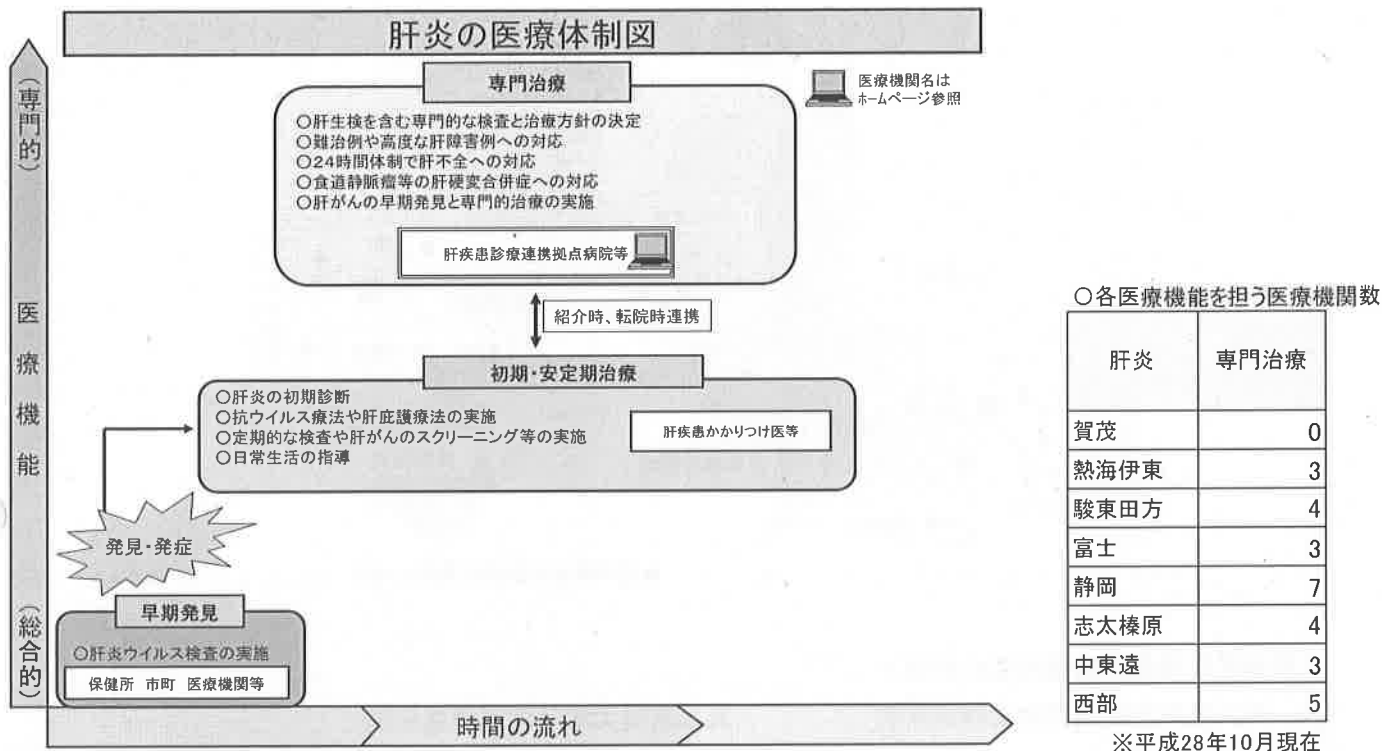 肝炎の医療体制図
(専門的)
医療機能
(総合的)
医療機関名は
ホームページ参照
専門治療
○肝生検を含む専門的な検査と治療方針の決定
○難治例や高度な肝障害例への対応
○24時間体制で肝不全への対応
○食道静脈瘤等の肝硬変合併症への対応
○肝がんの早期発見と専門的治療の実施
肝疾患診療連携拠点病院等
紹介時、転院時連携
初期・安定期治療
○肝炎の初期診断
○抗ウイルス療法や肝庇護療法の実施
○定期的な検査や肝がんのスクリーニング等の実施
○日常生活の指導
肝疾患かかりつけ医等
発見・発症
早期発見
○肝炎ウイルス検査の実施
保健所 市町 医療機関等
時間の流れ
○各医療機能を担う医療機関数
肝炎 専門治療
賀茂 0
熱海伊東 3
駿東田方 4
富士 3
静岡 7
志太榛原 4
中東遠 3
西部 5
※平成28年10月現在